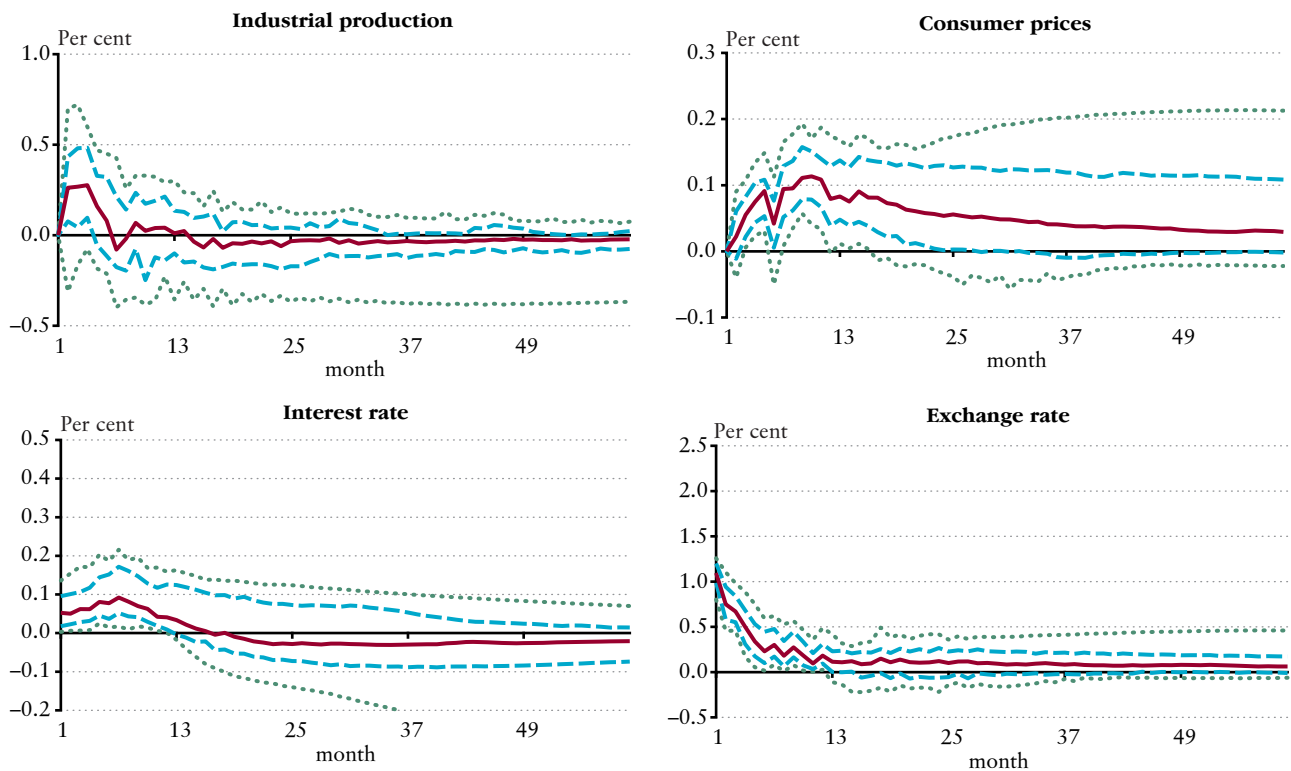 Industrial production
Per cent
1.0
0.5
0.0
–0.5
1 13 25 37 49
month
Consumer prices
Per cent
0.3
0.2
0.1
0.0
–0.1
1 13 25 37 49
month
Interest rate
Per cent
0.5
0.4
0.3
0.2
0.1
0.0
–0.1
–0.2
1 13 25 37 49
month
Exchange rate
Per cent
2.5
2.0
1.5
1.0
0.5
0.0
–0.5
1 13 25 37 49
month